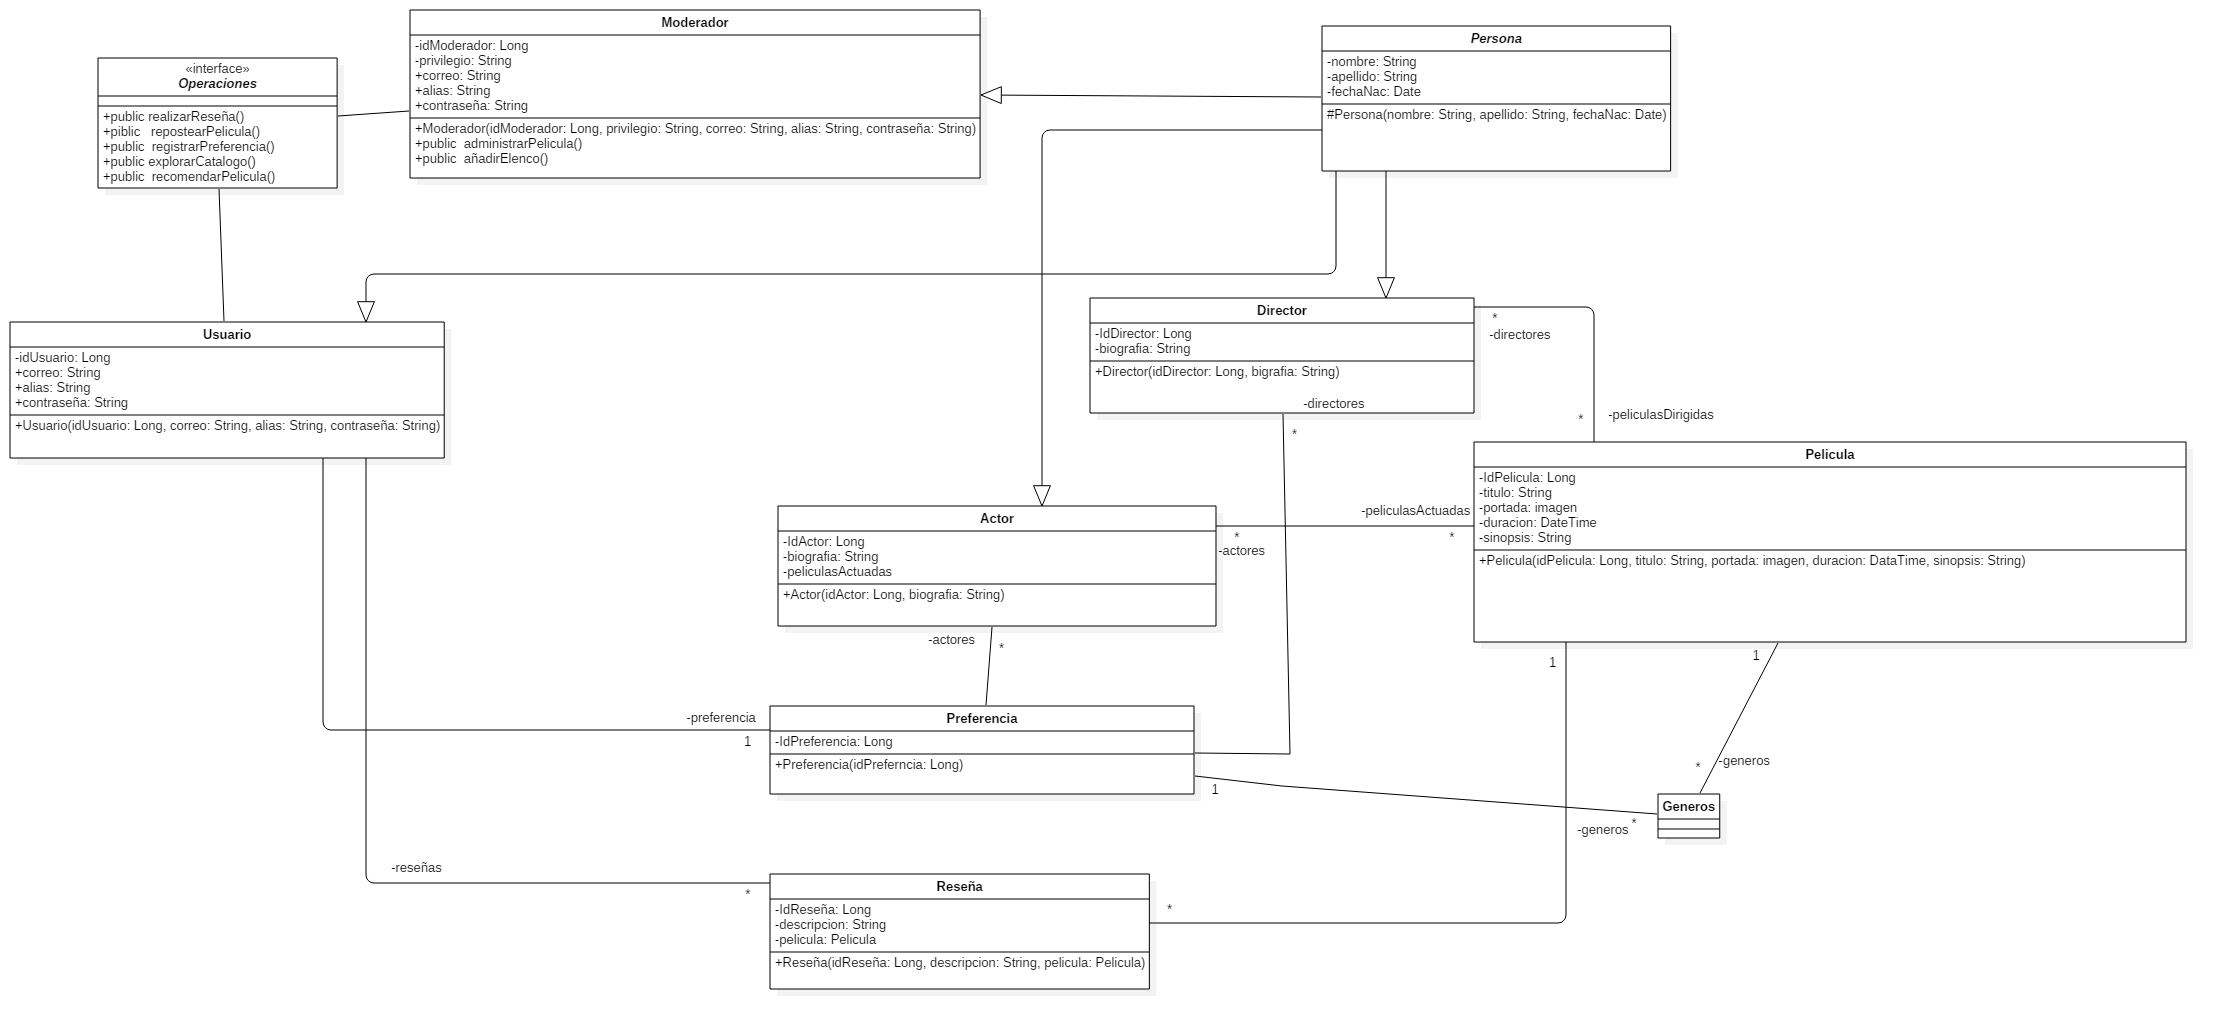 Moderador
-idModerador: Long
-privilegio: String
+correo: String
+alias: String
+contraseña: String
+Moderador(idModerador: Long, privilegio: String, correo: String, alias: String, contraseña: String)
+public  administrarPelicula()
+public  añadirElenco()
Persona
-nombre: String
-apellido: String
-fechaNac: Date
#Persona(nombre: String, apellido: String, fechaNac: Date)
«interface»
Operaciones
+public realizarReseña()
+piblic   repostearPelicula()
+public  registrarPreferencia()
+public explorarCatalogo()
+public  recomendarPelicula()
Usuario
-idUsuario: Long
+correo: String
+alias: String
+contraseña: String
+Usuario(idUsuario: Long, correo: String, alias: String, contraseña: String)
Director
-IdDirector: Long
-biografia: String
+Director(idDirector: Long, bigrafia: String)
-directores
*
*
-directores
*
-peliculasDirigidas
Pelicula
-IdPelicula: Long
-titulo: String
-portada: imagen
-duracion: DateTime
-sinopsis: String
+Pelicula(idPelicula: Long, titulo: String, portada: imagen, duracion: DataTime, sinopsis: String)
Actor
-IdActor: Long
-biografia: String
-peliculasActuadas
+Actor(idActor: Long, biografia: String)
-peliculasActuadas
*
*
-actores
-actores
*
1
1
-preferencia
1
Preferencia
-IdPreferencia: Long
+Preferencia(idPreferncia: Long)
1
*
-generos
Generos
-generos
*
-reseñas
*
Reseña
-IdReseña: Long
-descripcion: String
-pelicula: Pelicula
+Reseña(idReseña: Long, descripcion: String, pelicula: Pelicula)
*